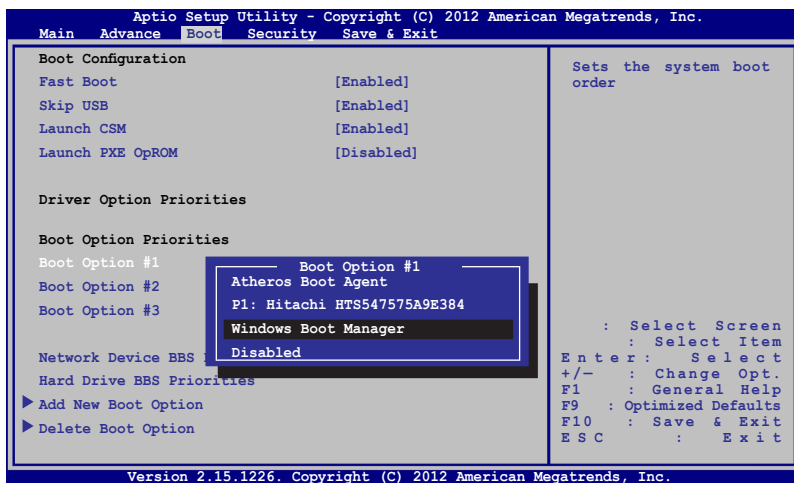 Aptio Setup Utility - Copyright (C) 2012 American Megatrends, Inc.
Main Advance Boot Security Save & Exit
Boot Configuration
Fast Boot [Enabled]
Skip USB [Enabled]
Launch CSM [Enabled]
Launch PXE OpROM [Disabled]
Driver Option Priorities
Boot Option Priorities
Boot Option #1
Boot Option #2
Boot Option #3
Network Device BBS
Hard Drive BBS Priorities
Add New Boot Option
Delete Boot Option
Boot Option #1
Atheros Boot Agent
P1: Hitachi HTS547575A9E384
Windows Boot Manager
Disabled
Sets the system boot
order
: Select Screen
: Select Item
Enter: Select
+/— : Change Opt.
F1 : General Help
F9 : Optimized Defaults
F10 : Save & Exit
ESC : Exit
Version 2.15.1226. Copyright (C) 2012 American Megatrends, Inc.